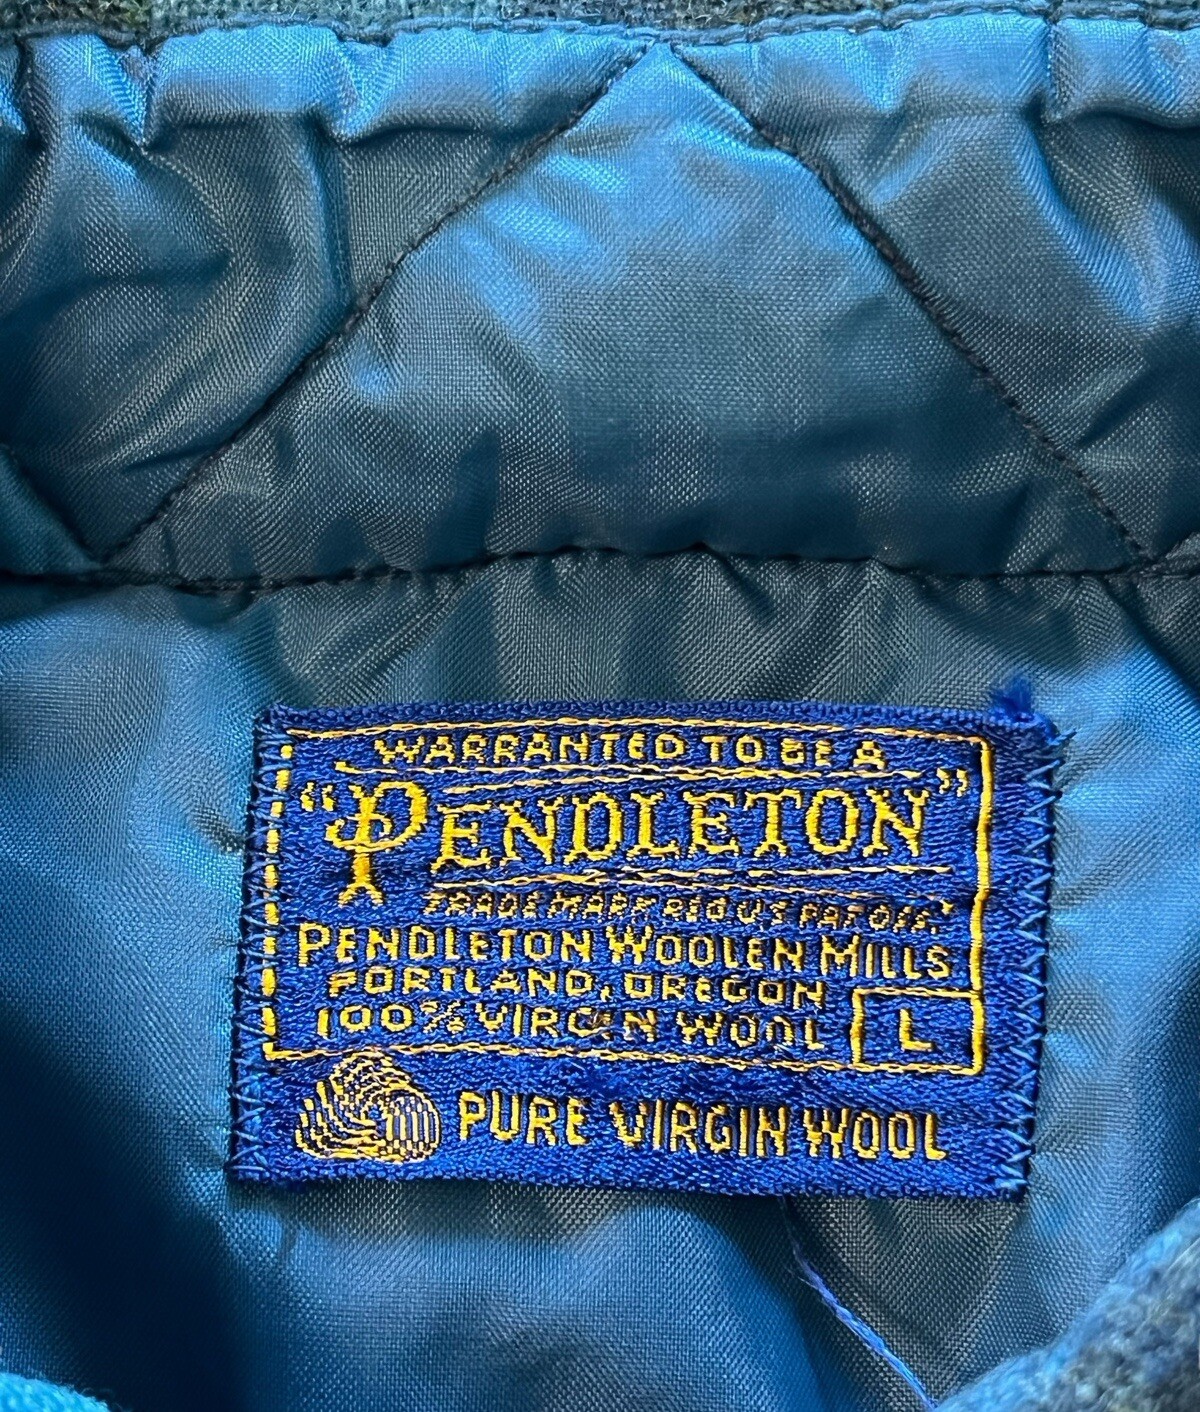 WARRANTED TO BE A
"PENDLETON"
TRADE MARK REG U.S. PAT OFF.
PENDLETON WOOLEN MILLS
PORTLAND, OREGON
100% VIRGIN WOOL L
PURE VIRGIN WOOL